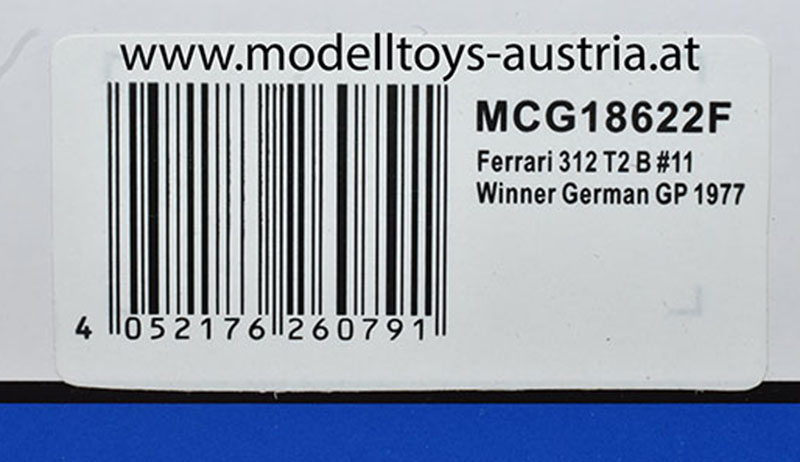 www.modelltoys-austria.at
MCG18622F
Ferrari 312 T2 B #11
Winner German GP 1977
4 052176 260791